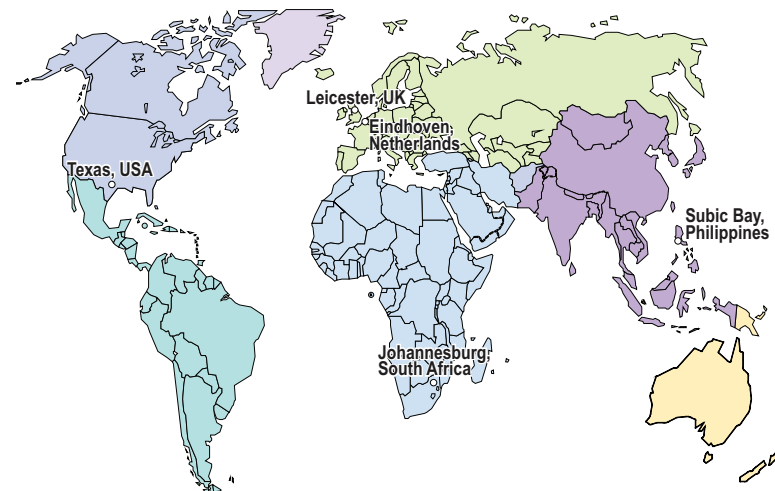 Leicester, UK
Eindhoven,
Netherlands
Texas, USA
Subic Bay,
Philippines
Johannesburg,
South Africa